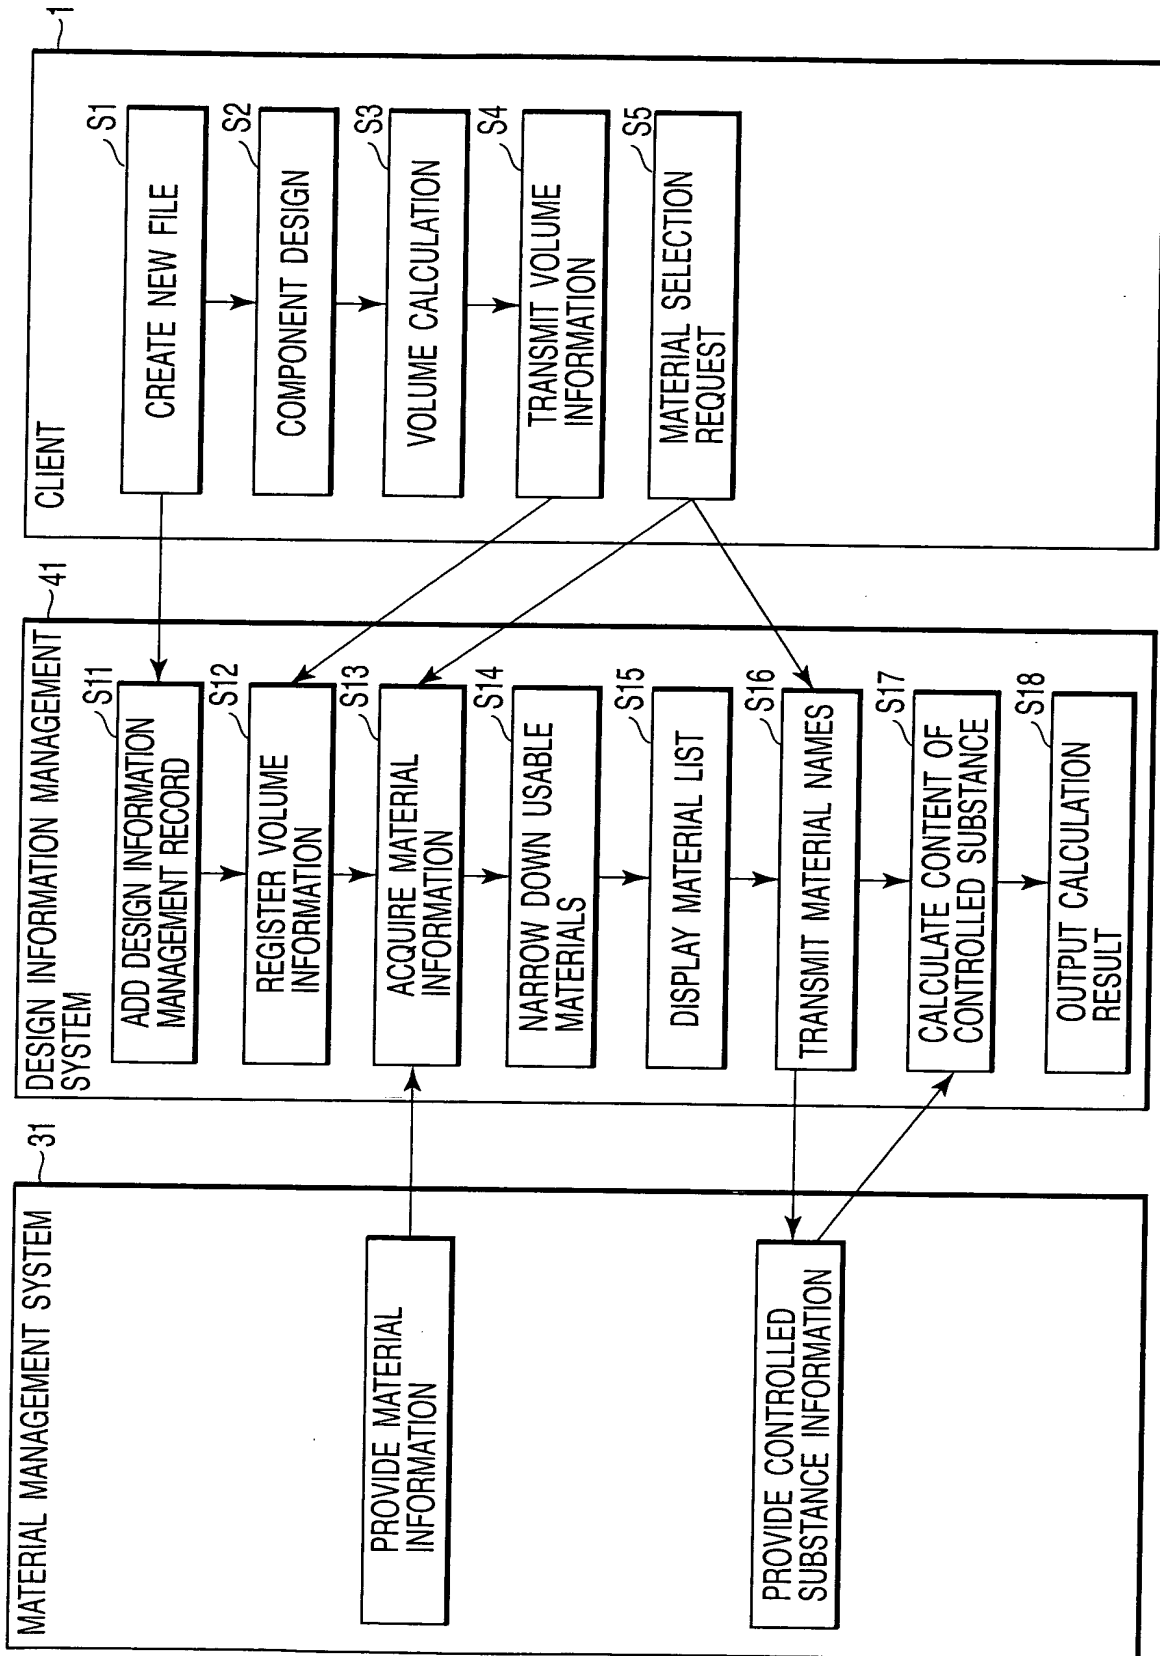 MATERIAL MANAGEMENT SYSTEM
31
PROVIDE MATERIAL
INFORMATION
PROVIDE CONTROLLED
SUBSTANCE INFORMATION
DESIGN INFORMATION MANAGEMENT
SYSTEM
41
S11
ADD DESIGN INFORMATION
MANAGEMENT RECORD
S12
REGISTER VOLUME
INFORMATION
S13
ACQUIRE MATERIAL
INFORMATION
S14
NARROW DOWN USABLE
MATERIALS
S15
DISPLAY MATERIAL LIST
S16
TRANSMIT MATERIAL NAMES
S17
CALCULATE CONTENT OF
CONTROLLED SUBSTANCE
S18
OUTPUT CALCULATION
RESULT
CLIENT
1
S1
CREATE NEW FILE
S2
COMPONENT DESIGN
S3
VOLUME CALCULATION
S4
TRANSMIT VOLUME
INFORMATION
S5
MATERIAL SELECTION
REQUEST